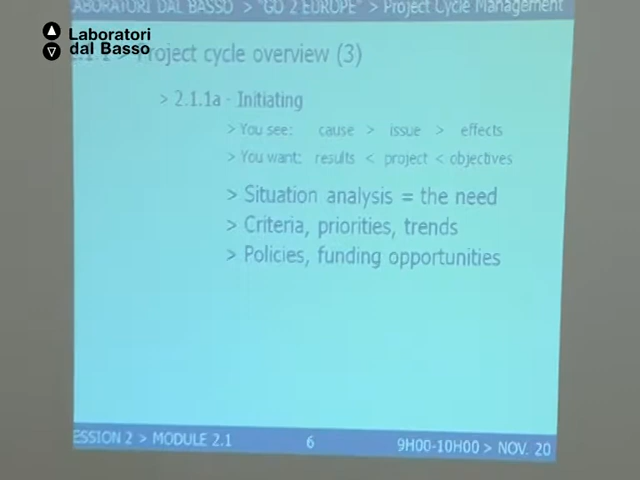 ABORATORI DAL BASSO > "GO 2 EUROPE" > Project Cycle Management
Laboratori
dal Basso
Project cycle overview (3)
> 2.1.1a - Initiating
> You see: cause > issue > effects
> You want: results < project < objectives
> Situation analysis = the need
> Criteria, priorities, trends
> Policies, funding opportunities
ESSION 2 > MODULE 2.1
6
9H00-10H00 > NOV. 20